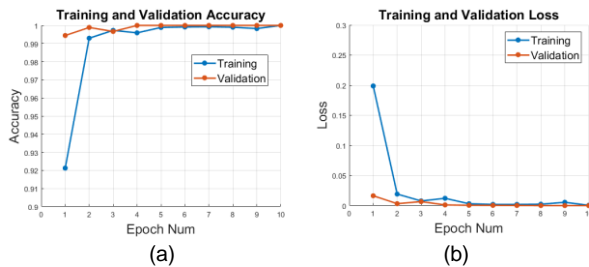 Training and Validation Accuracy
1
0.99
0.98
0.97
0.96
0.95
0.94
0.93
0.92
0.91
0.9
Accuracy
Training
Validation
0 1 2 3 4 5 6 7 8 9 10
Epoch Num
(a)
Training and Validation Loss
0.3
0.25
0.2
0.15
0.1
0.05
0
Loss
Training
Validation
0 1 2 3 4 5 6 7 8 9
Epoch Num
(b)